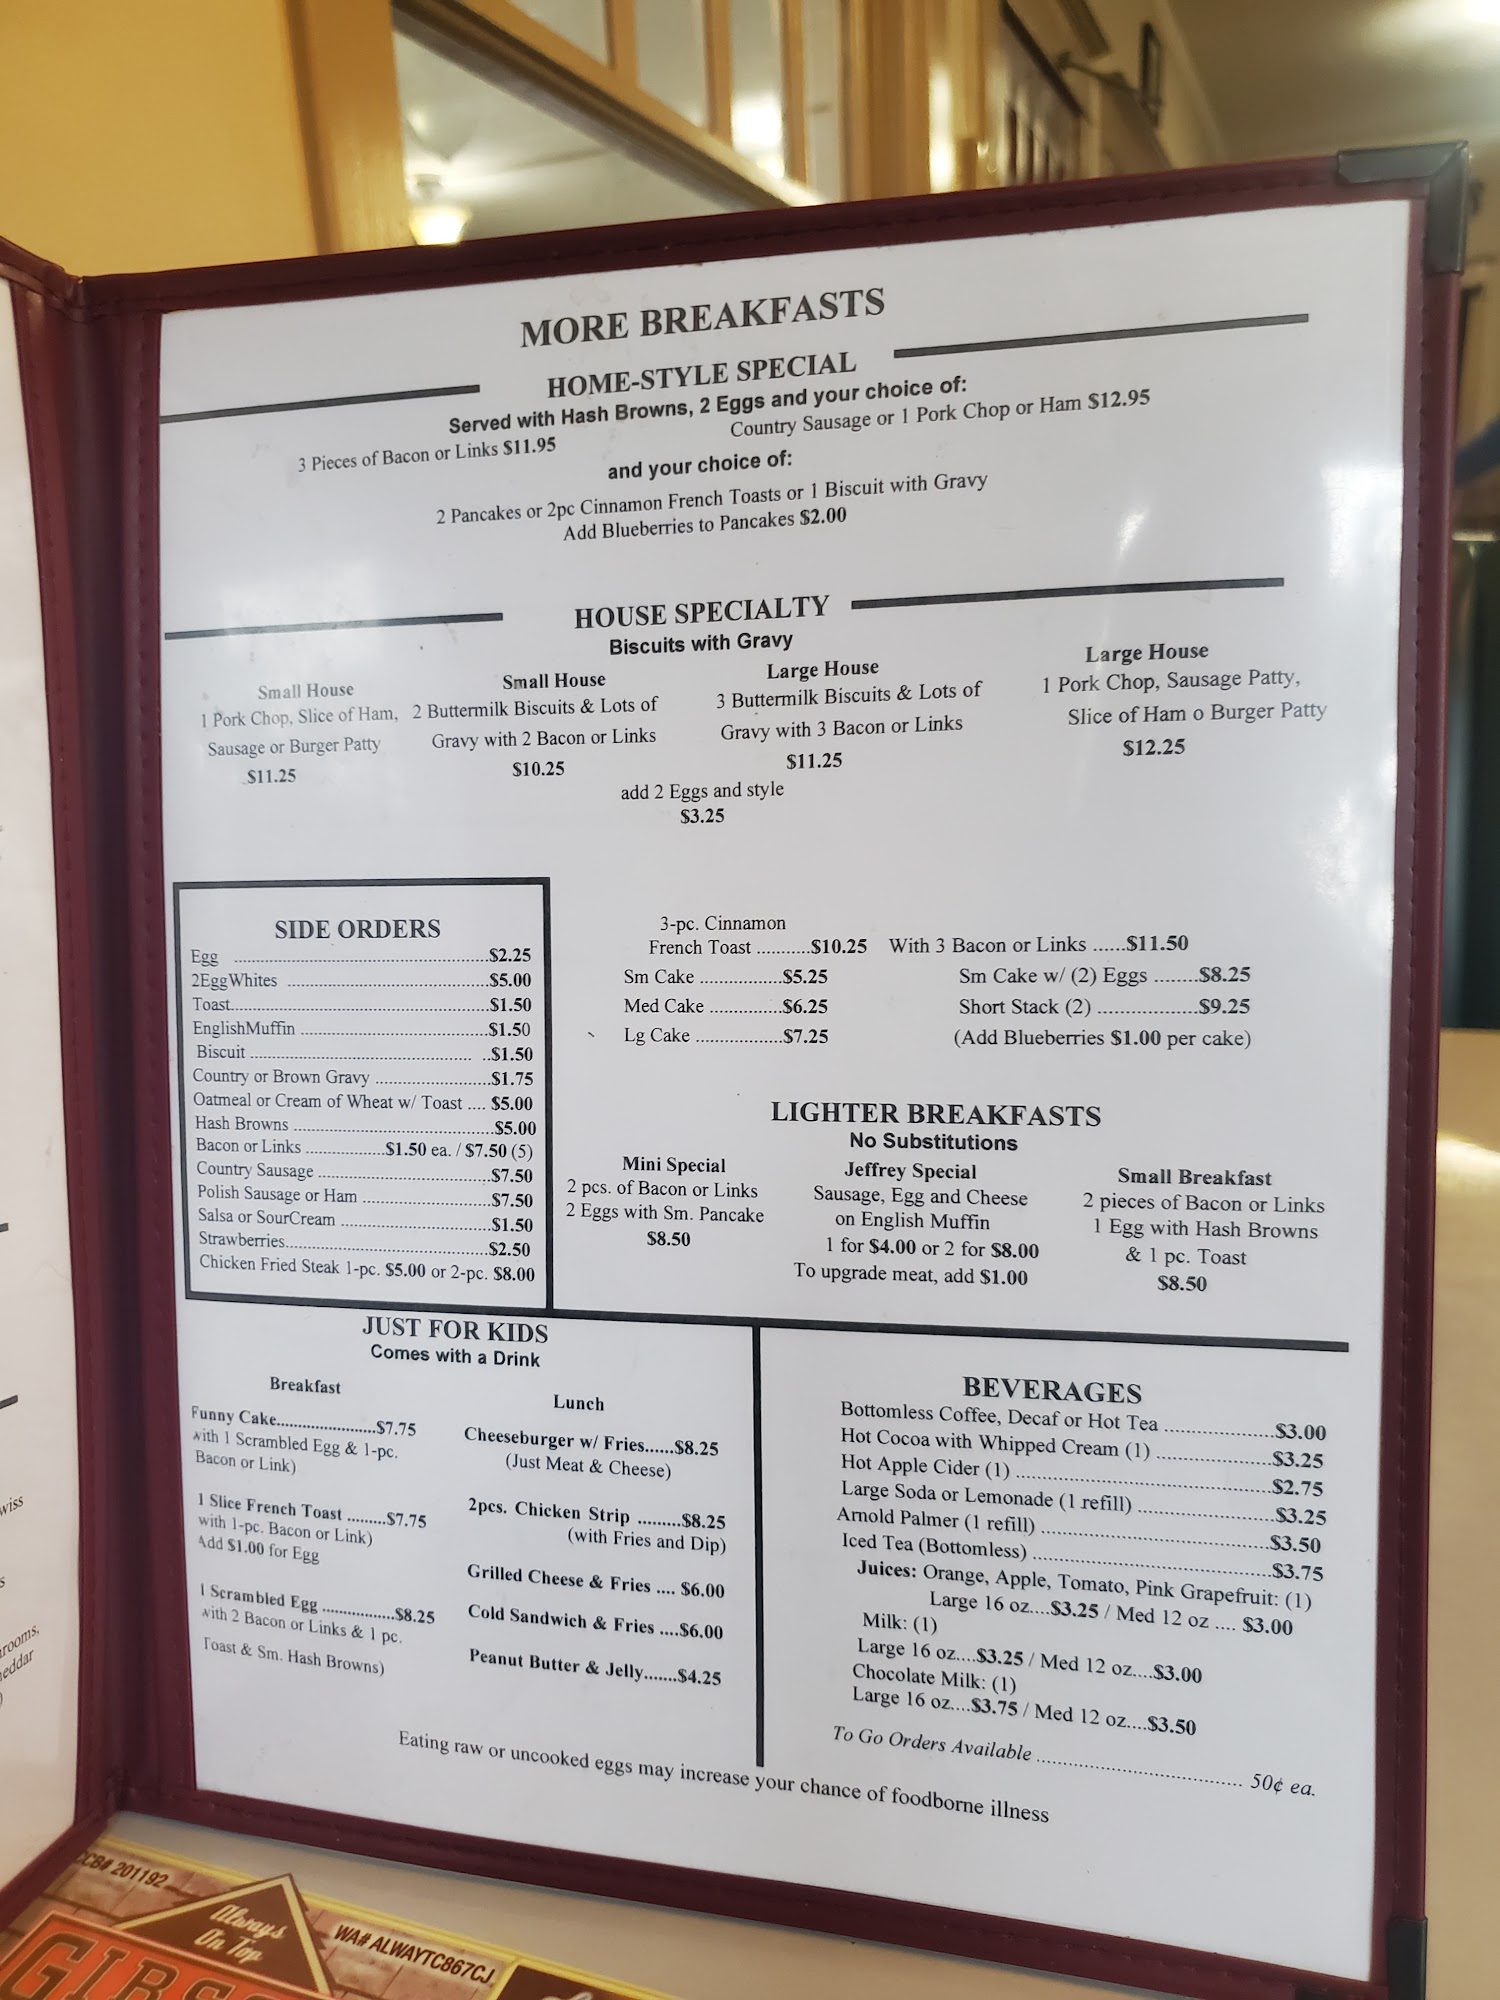 MORE BREAKFASTS
HOME-STYLE SPECIAL
Served with Hash Browns, 2 Eggs and your choice of:
3 Pieces of Bacon or Links $11.95
Country Sausage or 1 Pork Chop or Ham $12.95
and your choice of:
2 Pancakes or 2pc Cinnamon French Toasts or 1 Biscuit with Gravy
Add Blueberries to Pancakes $2.00
HOUSE SPECIALTY
Biscuits with Gravy
Small House
1 Pork Chop, Slice of Ham,
Sausage or Burger Patty
$11.25
Small House
2 Buttermilk Biscuits & Lots of
Gravy with 2 Bacon or Links
$10.25
Large House
3 Buttermilk Biscuits & Lots of
Gravy with 3 Bacon or Links
$11.25
Large House
1 Pork Chop, Sausage Patty,
Slice of Ham o Burger Patty
$12.25
add 2 Eggs and style
$3.25
SIDE ORDERS
Egg ..........$2.25
2EggWhites ..........$5.00
Toast..........$1.50
EnglishMuffin ..........$1.50
Biscuit ..........$1.50
Country or Brown Gravy ..........$1.75
Oatmeal or Cream of Wheat w/ Toast .... $5.00
Hash Browns ..........$5.00
Bacon or Links ..........$1.50 ea. / $7.50 (5)
Country Sausage ..........$7.50
Polish Sausage or Ham ..........$7.50
Salsa or SourCream ..........$1.50
Strawberries..........$2.50
Chicken Fried Steak 1-pc. $5.00 or 2-pc. $8.00
3-pc. Cinnamon
French Toast ..........$10.25 With 3 Bacon or Links ......$11.50
Sm Cake ..........$5.25 Sm Cake w/ (2) Eggs ........$8.25
Med Cake ..........$6.25 Short Stack (2) ..........$9.25
Lg Cake ..........$7.25 (Add Blueberries $1.00 per cake)
LIGHTER BREAKFASTS
No Substitutions
Mini Special
2 pcs. of Bacon or Links
2 Eggs with Sm. Pancake
$8.50
Jeffrey Special
Sausage, Egg and Cheese
on English Muffin
1 for $4.00 or 2 for $8.00
To upgrade meat, add $1.00
Small Breakfast
2 pieces of Bacon or Links
1 Egg with Hash Browns
& 1 pc. Toast
$8.50
JUST FOR KIDS
Comes with a Drink
Breakfast
Funny Cake..........$7.75
with 1 Scrambled Egg & 1-pc.
Bacon or Link)
1 Slice French Toast .........$7.75
with 1-pc. Bacon or Link)
Add $1.00 for Egg
1 Scrambled Egg ..........$8.25
with 2 Bacon or Links & 1 pc.
Toast & Sm. Hash Browns)
Lunch
Cheeseburger w/ Fries......$8.25
(Just Meat & Cheese)
2pcs. Chicken Strip .........$8.25
(with Fries and Dip)
Grilled Cheese & Fries .... $6.00
Cold Sandwich & Fries ....$6.00
Peanut Butter & Jelly.......$4.25
BEVERAGES
Bottomless Coffee, Decaf or Hot Tea ..........$3.00
Hot Cocoa with Whipped Cream (1) ..........$3.25
Hot Apple Cider (1) ..........$2.75
Large Soda or Lemonade (1 refill) ..........$3.25
Arnold Palmer (1 refill) ..........$3.50
Iced Tea (Bottomless) ..........$3.75
Juices: Orange, Apple, Tomato, Pink Grapefruit: (1)
Large 16 oz....$3.25 / Med 12 oz .... $3.00
Milk: (1)
Large 16 oz....$3.25 / Med 12 oz....$3.00
Chocolate Milk: (1)
Large 16 oz....$3.75 / Med 12 oz....$3.50
To Go Orders Available .......... 50¢ ea.
Eating raw or uncooked eggs may increase your chance of foodborne illness
CCB# 201192
Always
On Top
WA# ALWAYTC867CJ